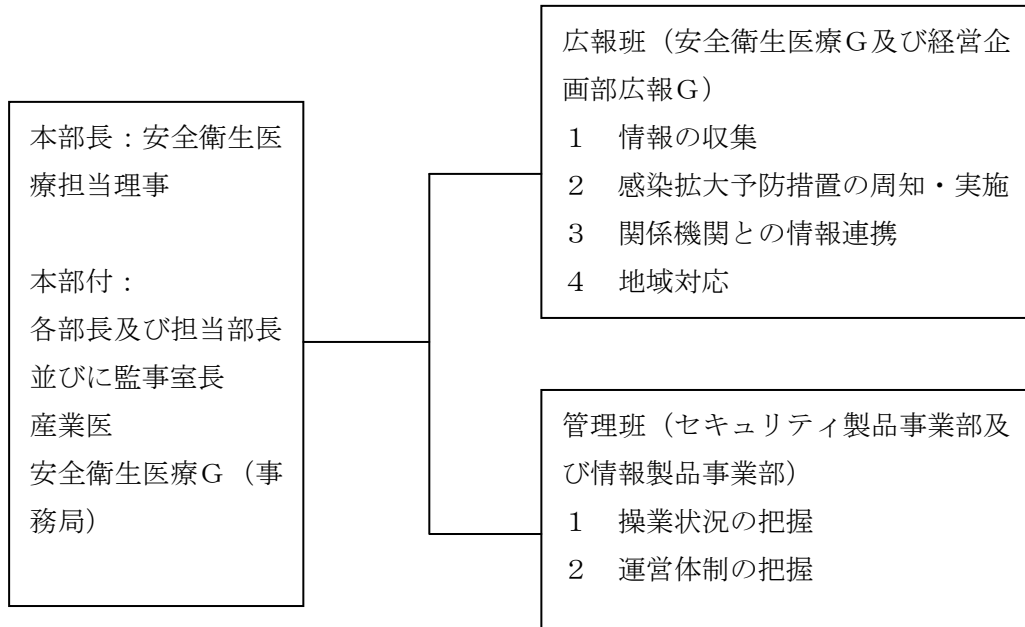 本部長：安全衛生医
療担当理事
本部付：
各部長及び担当部長
並びに監事室長
産業医
安全衛生医療Ｇ（事
務局）
広報班（安全衛生医療Ｇ及び経営企
画部広報Ｇ）
１　情報の収集
２　感染拡大予防措置の周知・実施
３　関係機関との情報連携
４　地域対応
管理班（セキュリティ製品事業部及
び情報製品事業部）
１　操業状況の把握
２　運営体制の把握